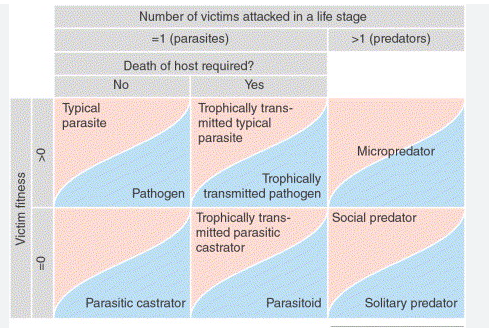 Number of victims attacked in a life stage
=1 (parasites)
>1 (predators)
Death of host required?
No
Yes
Victim fitness
>0
Typical
parasite
Pathogen
Trophically trans-
mitted typical
parasite
Trophically
transmitted pathogen
Micropredator
=0
Parasitic castrator
Trophically trans-
mitted parasitic
castrator
Parasitoid
Social predator
Solitary predator